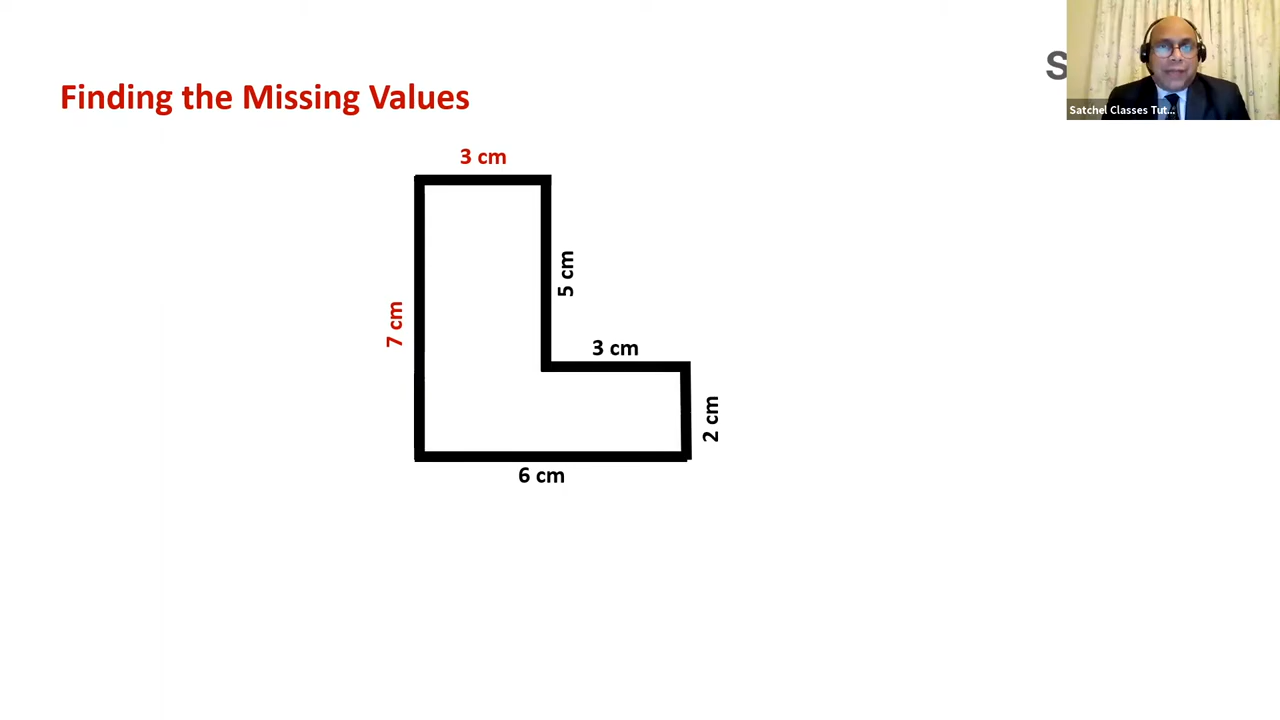 S
Satchel Classes Tut...
Finding the Missing Values
3 cm
5 cm
7 cm
3 cm
2 cm
6 cm